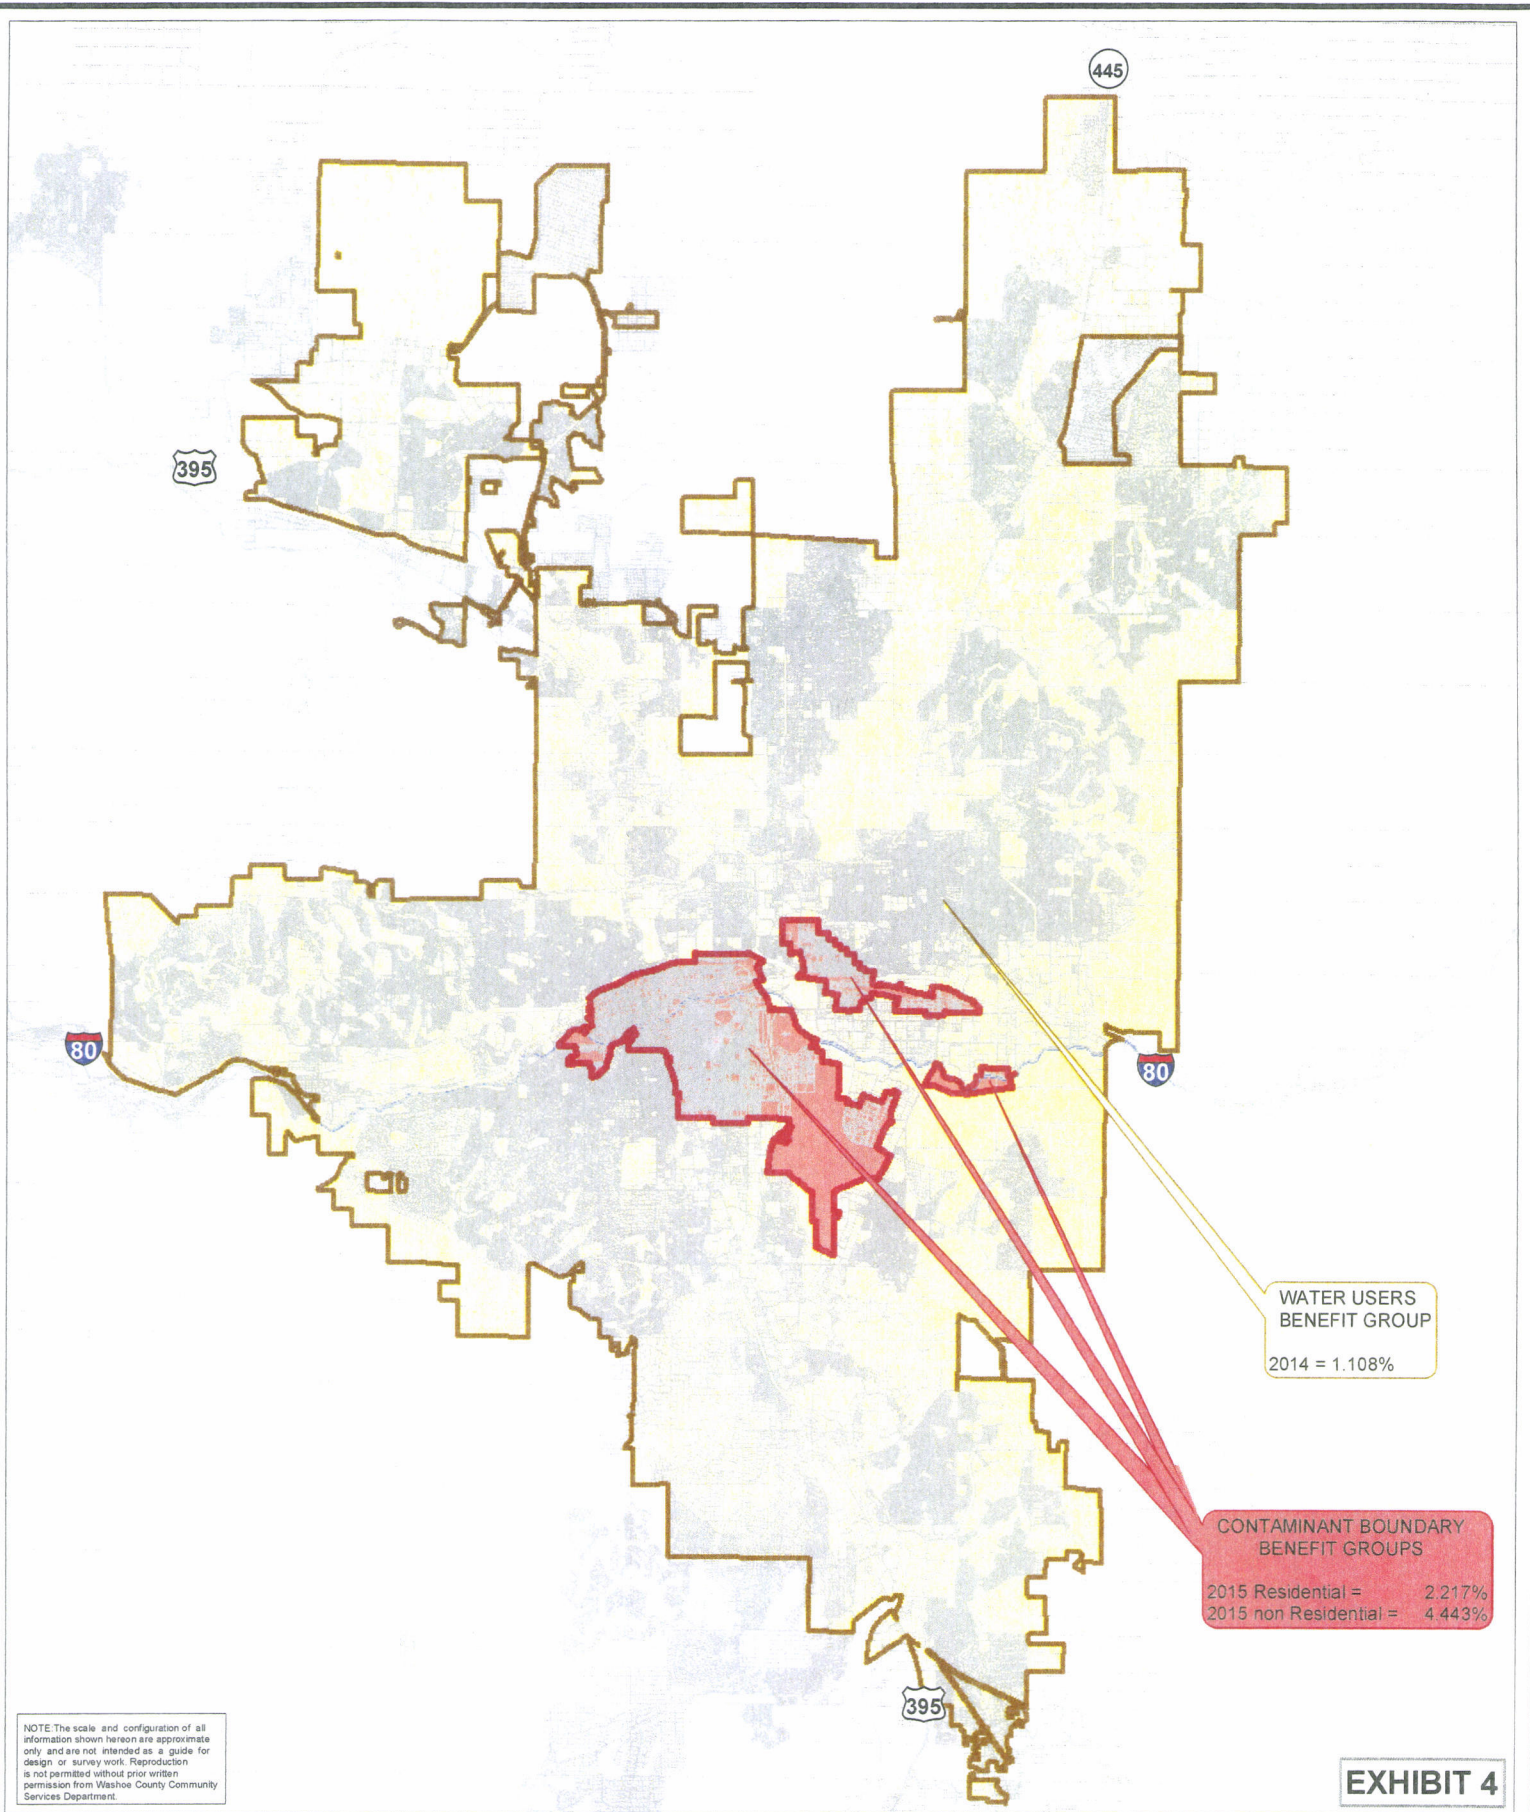 445
395
80
80
WATER USERS
BENEFIT GROUP
2014 = 1.108%
CONTAMINANT BOUNDARY
BENEFIT GROUPS
2015 Residential = 2.217%
2015 non Residential = 4.443%
395
NOTE:The scale and configuration of all
information shown hereon are approximate
only and are not intended as a guide for
design or survey work. Reproduction
is not permitted without prior written
permission from Washoe County Community
Services Department.
EXHIBIT 4